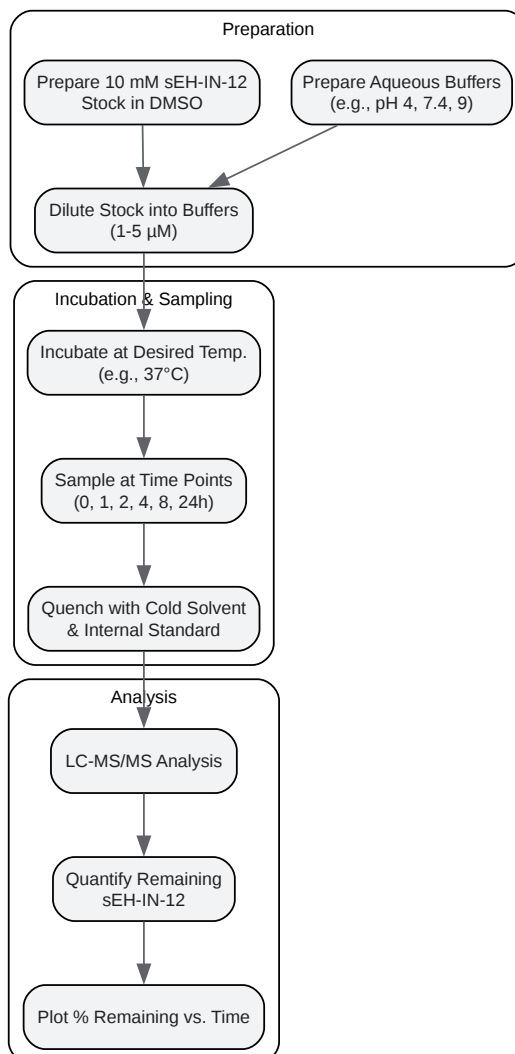 Preparation
Prepare 10 mM sEH-IN-12
Stock in DMSO
Prepare Aqueous Buffers
(e.g., pH 4, 7.4, 9)
Dilute Stock into Buffers
(1-5 µM)
Incubation & Sampling
Incubate at Desired Temp.
(e.g., 37°C)
Sample at Time Points
(0, 1, 2, 4, 8, 24h)
Quench with Cold Solvent
& Internal Standard
Analysis
LC-MS/MS Analysis
Quantify Remaining
sEH-IN-12
Plot % Remaining vs. Time